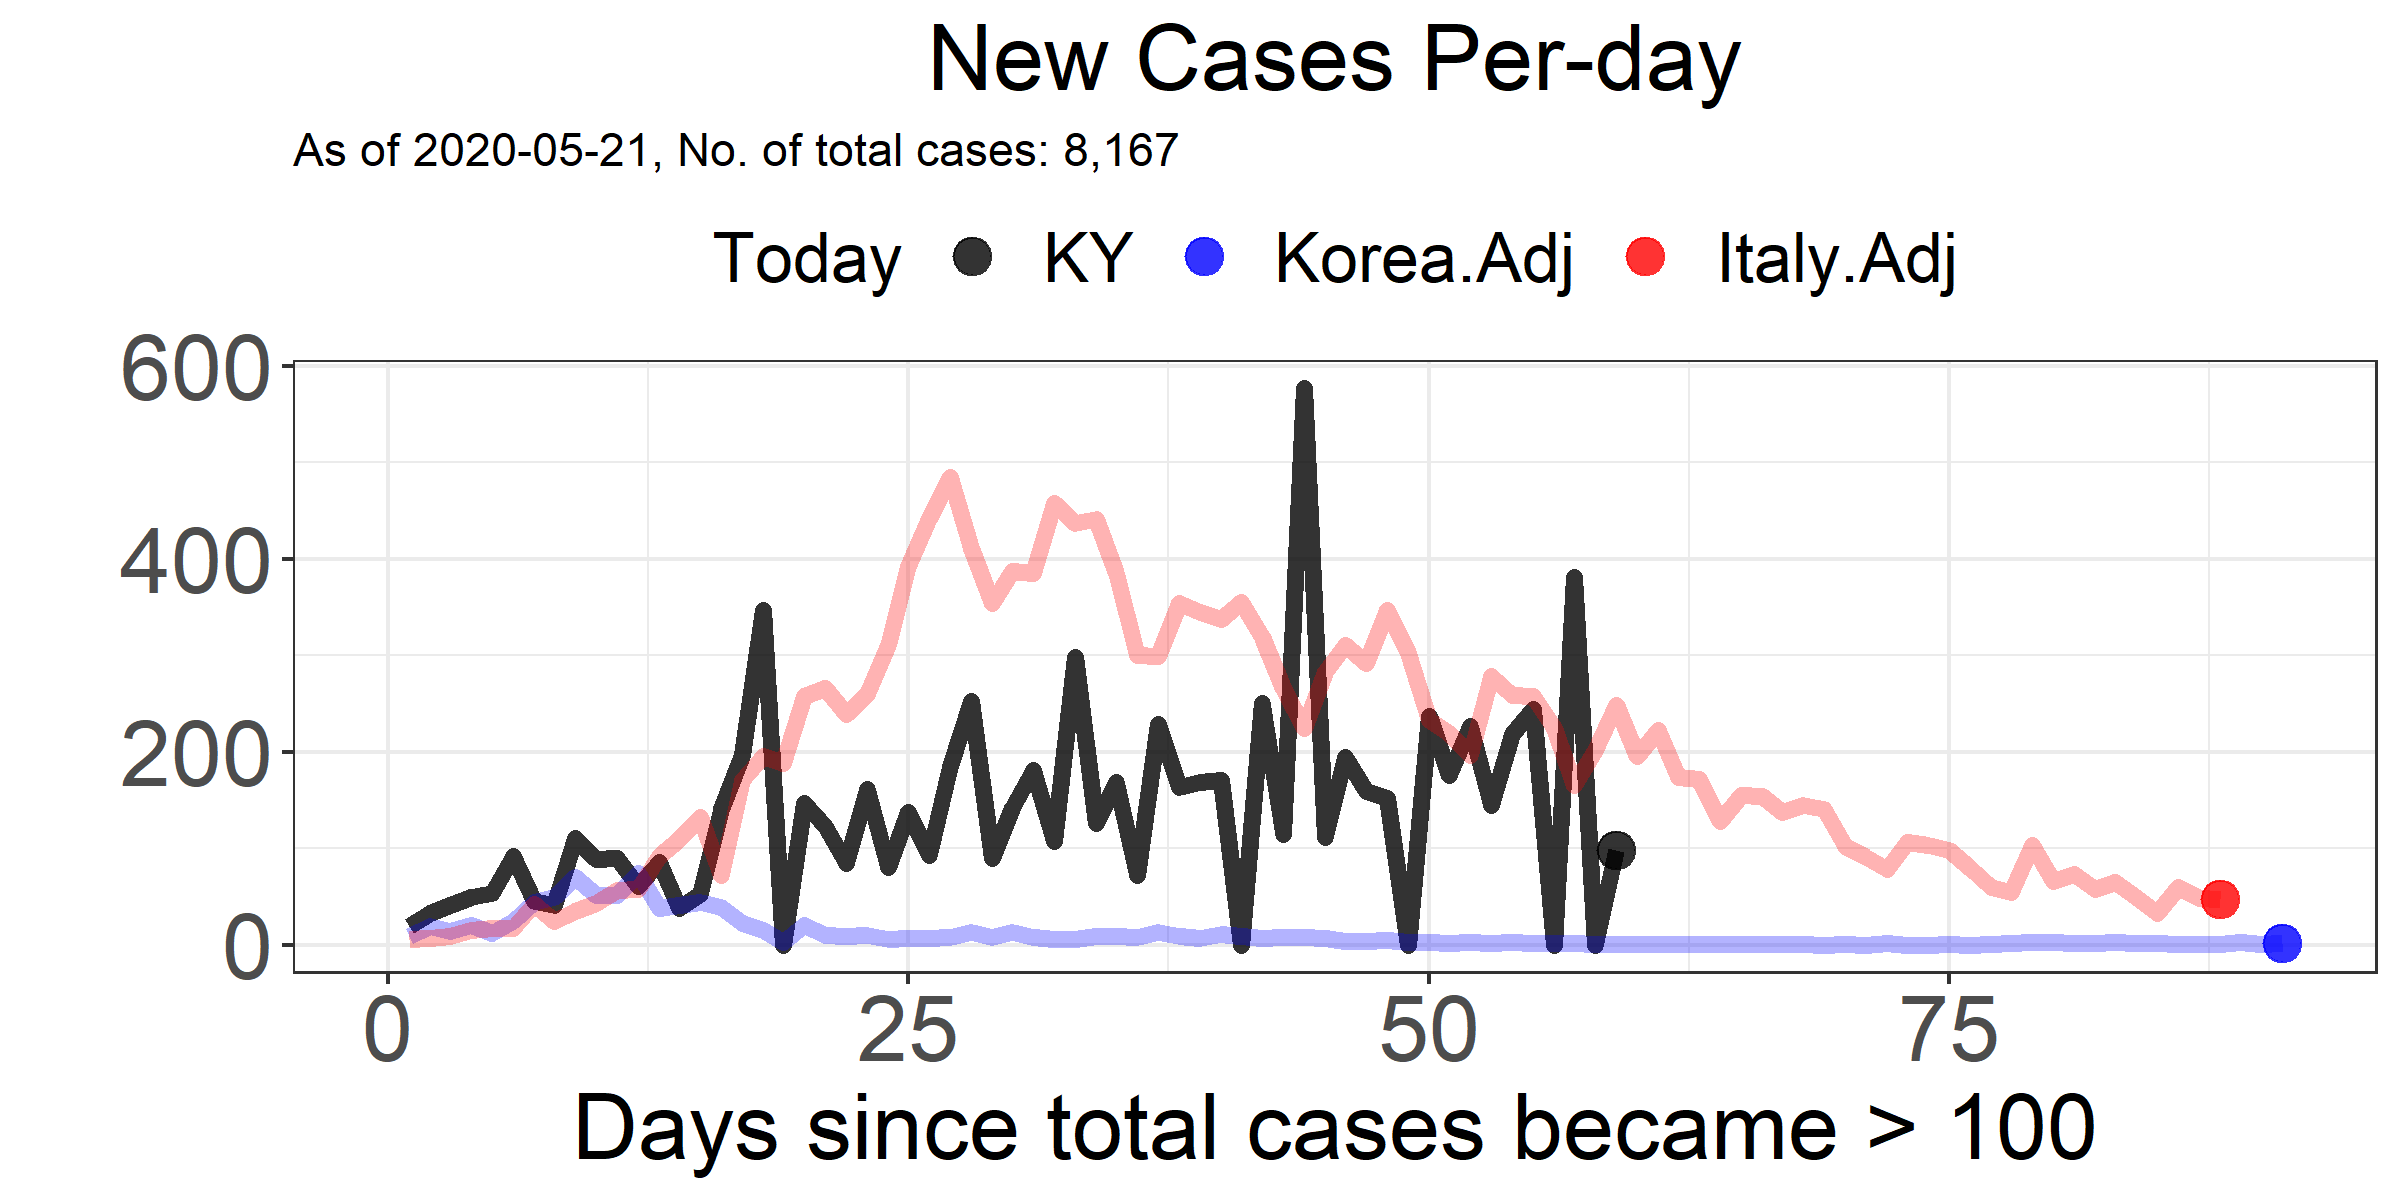 New Cases Per-day
As of 2020-05-21, No. of total cases: 8,167
Today KY Korea.Adj Italy.Adj
600
400
200
0
0 25 50 75
Days since total cases became > 100